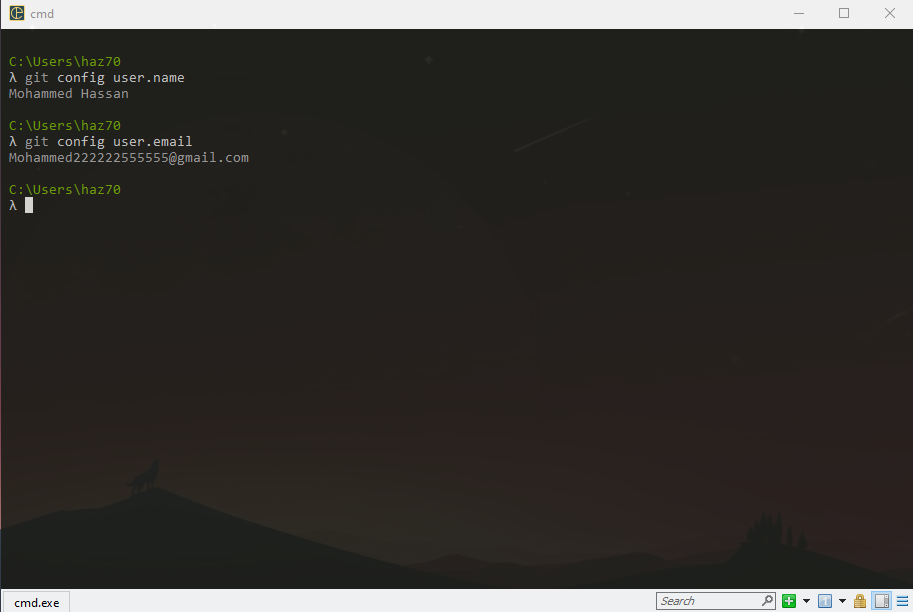 cmd
C:\Users\haz70
λ git config user.name
Mohammed Hassan
C:\Users\haz70
λ git config user.email
Mohammed222222555555@gmail.com
C:\Users\haz70
λ
cmd.exe
Search